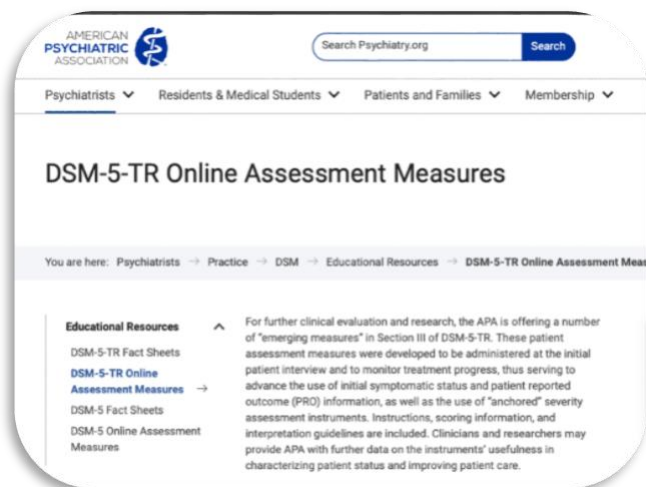 AMERICAN
PSYCHIATRIC
ASSOCIATION
Search Psychiatry.org
Search
Psychiatrists
Residents & Medical Students
Patients and Families
Membership
DSM-5-TR Online Assessment Measures
You are here: Psychiatrists → Practice → DSM → Educational Resources → DSM-5-TR Online Assessment Meas
Educational Resources
DSM-5-TR Fact Sheets
DSM-5-TR Online
Assessment Measures →
DSM-5 Fact Sheets
DSM-5 Online Assessment
Measures
For further clinical evaluation and research, the APA is offering a number
of "emerging measures" in Section III of DSM-5-TR. These patient
assessment measures were developed to be administered at the initial
patient interview and to monitor treatment progress, thus serving to
advance the use of initial symptomatic status and patient reported
outcome (PRO) information, as well as the use of "anchored" severity
assessment instruments. Instructions, scoring information, and
interpretation guidelines are included. Clinicians and researchers may
provide APA with further data on the instruments' usefulness in
characterizing patient status and improving patient care.